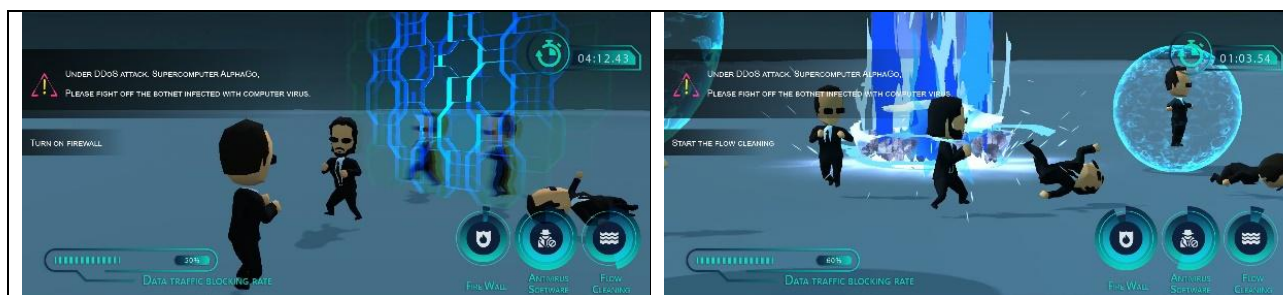 UNDER DDOS ATTACK. SUPERCOMPUTER ALPHAGO,
PLEASE FIGHT OFF THE BOTNET INFECTED WITH COMPUTER VIRUS.
04:12.43
TURN ON FIREWALL
50%
DATA TRAFFIC BLOCKING RATE
FIRE WALL
ANTIVIRUS
SOFTWARE
FLOW
CLEANING
UNDER DDOS ATTACK. SUPERCOMPUTER ALPHAGO,
PLEASE FIGHT OFF THE BOTNET INFECTED WITH COMPUTER VIRUS.
01:03.54
START THE FLOW CLEANING
60%
DATA TRAFFIC BLOCKING RATE
FIRE WALL
ANTIVIRUS
SOFTWARE
FLOW
CLEANING